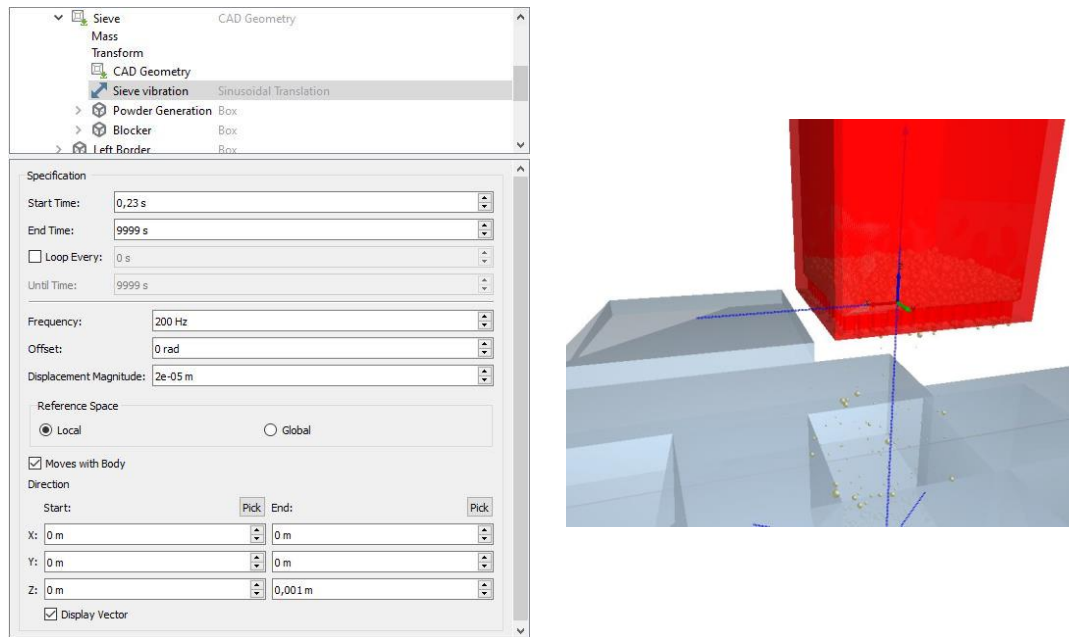 Sieve CAD Geometry
Mass
Transform
CAD Geometry
Sieve vibration Sinusoidal Translation
Powder Generation Box
Blocker Box
Left Border Box
Specification
Start Time: 0,23 s
End Time: 9999 s
Loop Every: 0 s
Until Time: 9999 s
Frequency: 200 Hz
Offset: 0 rad
Displacement Magnitude: 2e-05 m
Reference Space
Local Global
Moves with Body
Direction
Start: Pick End: Pick
X: 0 m 0 m
Y: 0 m 0 m
Z: 0 m 0,001 m
Display Vector